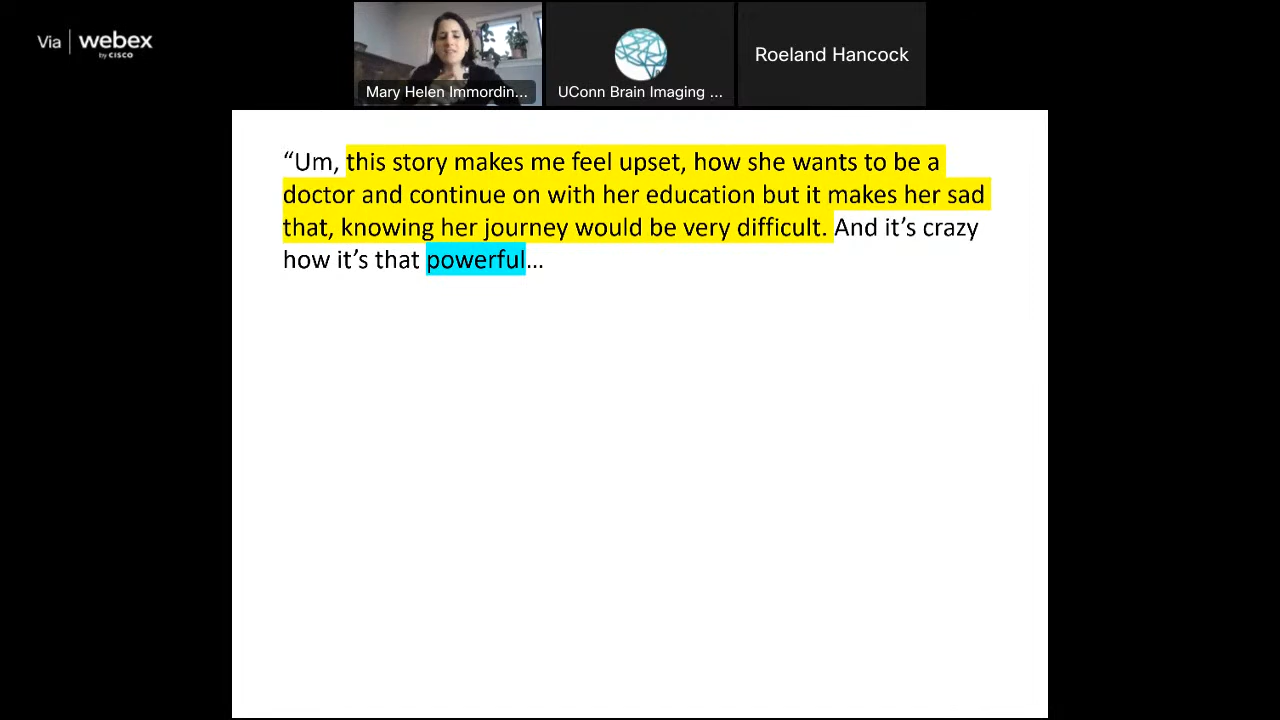 Via webex
by CISCO
Mary Helen Immordin...
UConn Brain Imaging ...
Roeland Hancock
“Um, this story makes me feel upset, how she wants to be a
doctor and continue on with her education but it makes her sad
that, knowing her journey would be very difficult. And it’s crazy
how it’s that powerful…